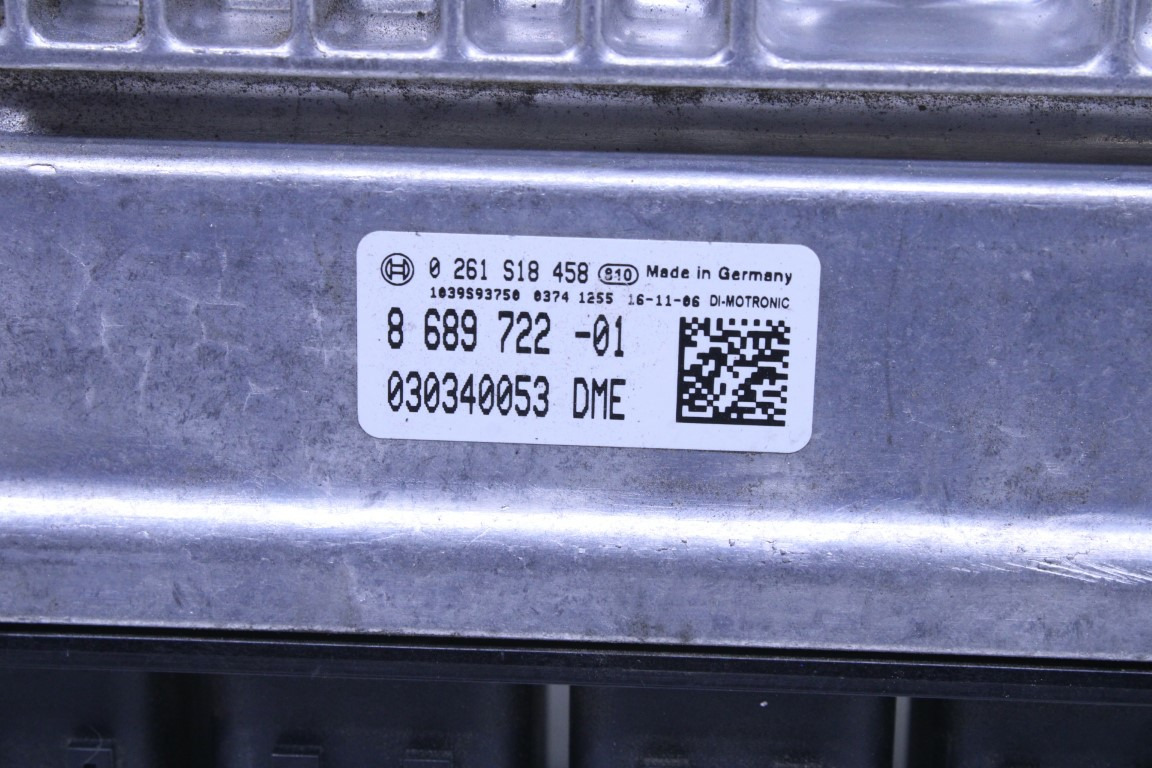 0 261 S18 458 810 Made in Germany
1039S93750 0374 1255 16-11-06 DI-MOTRONIC
8 689 722 -01
030340053 DME